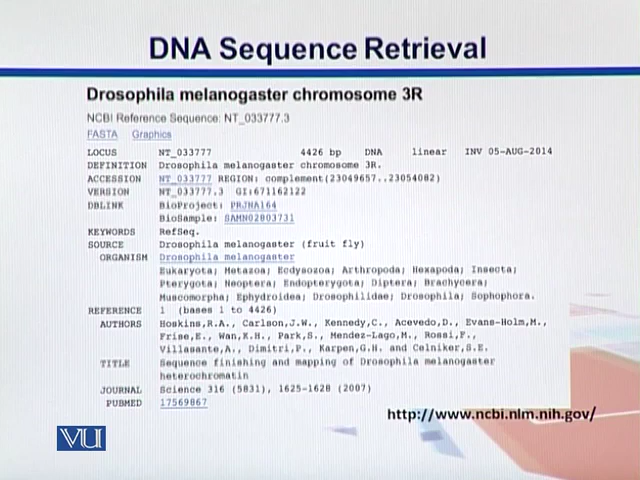 DNA Sequence Retrieval
Drosophila melanogaster chromosome 3R
NCBI Reference Sequence: NT_033777.3
FASTA Graphics
LOCUS NT_033777 4426 bp DNA linear INV 05-AUG-2014
DEFINITION Drosophila melanogaster chromosome 3R.
ACCESSION NT_033777 REGION: complement(23049657..23054082)
VERSION NT_033777.3 GI:671162122
DBLINK BioProject: PRJNA164
BioSample: SAMN02803731
KEYWORDS RefSeq.
SOURCE Drosophila melanogaster (fruit fly)
ORGANISM Drosophila melanogaster
Eukaryota; Metazoa; Ecdysozoa; Arthropoda; Hexapoda; Insecta;
Pterygota; Neoptera; Endopterygota; Diptera; Brachycera;
Muscomorpha; Ephydroidea; Drosophilidae; Drosophila; Sophophora.
REFERENCE 1 (bases 1 to 4426)
AUTHORS Hoskins,R.A., Carlson,J.W., Kennedy,C., Acevedo,D., Evans-Holm,M.,
Frise,E., Wan,K.H., Park,S., Mendez-Lago,M., Rossi,F.,
Villasante,A., Dimitri,P., Karpen,G.H. and Celniker,S.E.
TITLE Sequence finishing and mapping of Drosophila melanogaster
heterochromatin
JOURNAL Science 316 (5831), 1625-1628 (2007)
PUBMED 17569867
http://www.ncbi.nlm.nih.gov/
VU